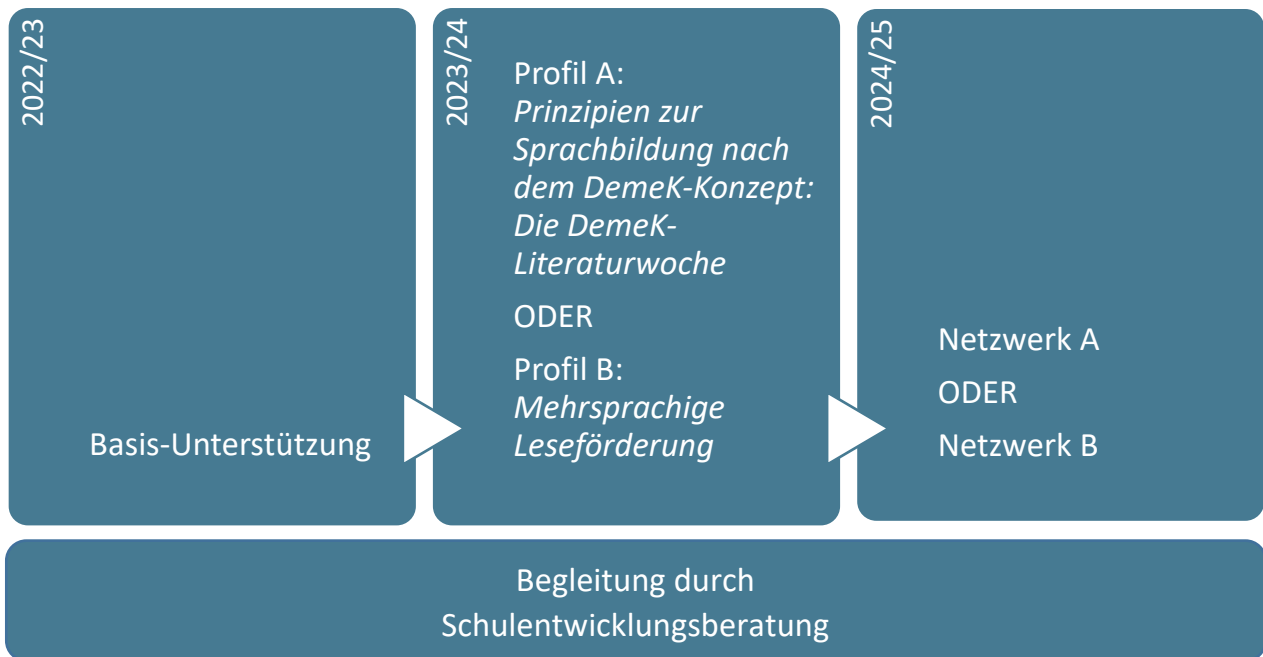 2022/23
Basis-Unterstützung
2023/24
Profil A:
Prinzipien zur
Sprachbildung nach
dem DemeK-Konzept:
Die DemeK-
Literaturwoche
ODER
Profil B:
Mehrsprachige
Leseförderung
2024/25
Netzwerk A
ODER
Netzwerk B
Begleitung durch
Schulentwicklungsberatung